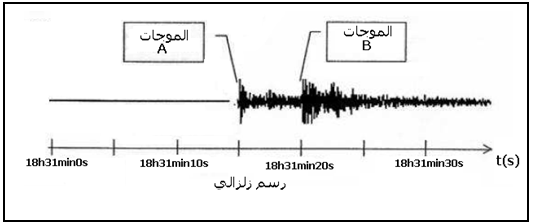 الموجات
A
الموجات
B
18h31min0s 18h31min10s 18h31min20s 18h31min30s t(s)
رسم زلزالي